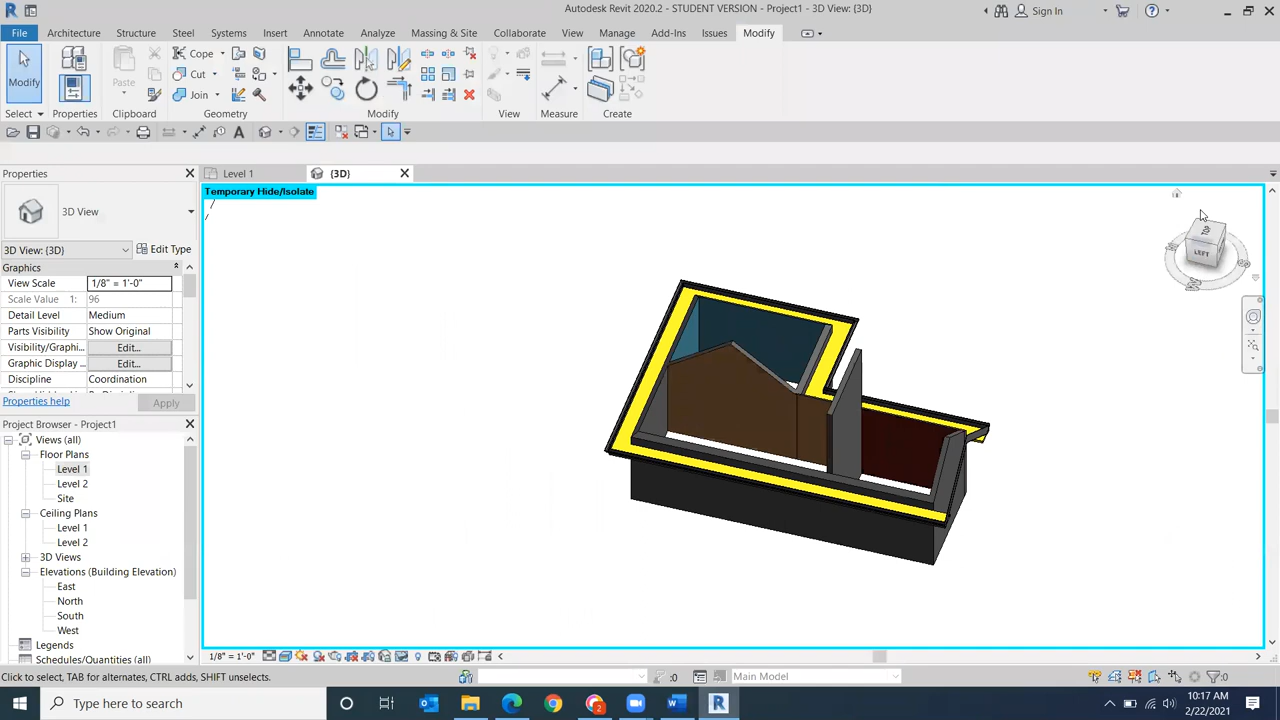 Autodesk Revit 2020.2 - STUDENT VERSION - Project1 - 3D View: {3D}
Sign In
File Architecture Structure Steel Systems Insert Annotate Analyze Massing & Site Collaborate View Manage Add-Ins Issues Modify
Modify Paste Cope Cut Join
Select Properties Clipboard Geometry Modify View Measure Create
Properties
Level 1 {3D}
Temporary Hide/Isolate
3D View
3D View: {3D} Edit Type
Graphics
View Scale 1/8" = 1'-0"
Scale Value 1: 96
Detail Level Medium
Parts Visibility Show Original
Visibility/Graphi... Edit...
Graphic Display ... Edit...
Discipline Coordination
Properties help Apply
LEFT
Project Browser - Project1
Views (all)
Floor Plans
Level 1
Level 2
Site
Ceiling Plans
Level 1
Level 2
3D Views
Elevations (Building Elevation)
East
North
South
West
Legends
Schedules/Quantities (all)
1/8" = 1'-0"
Click to select, TAB for alternates, CTRL adds, SHIFT unselects. :0 Main Model :0
Type here to search
10:17 AM
2/22/2021